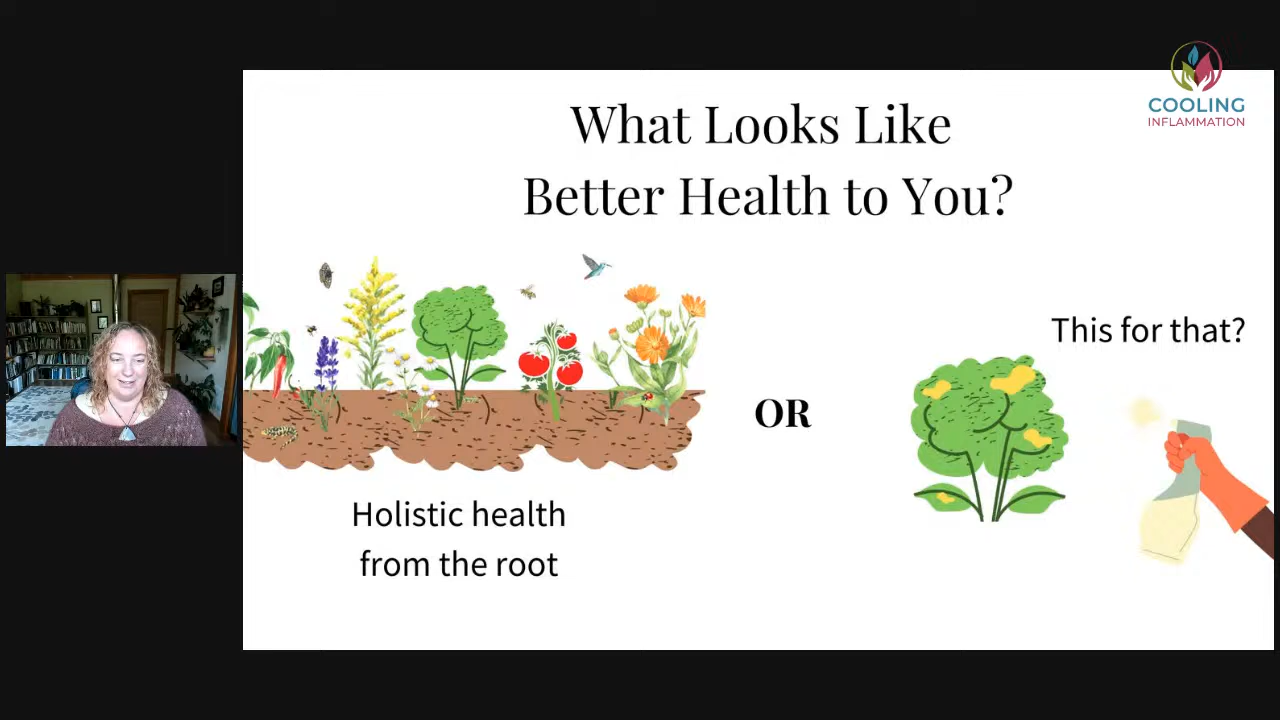 COOLING
INFLAMMATION
What Looks Like
Better Health to You?
This for that?
OR
Holistic health
from the root